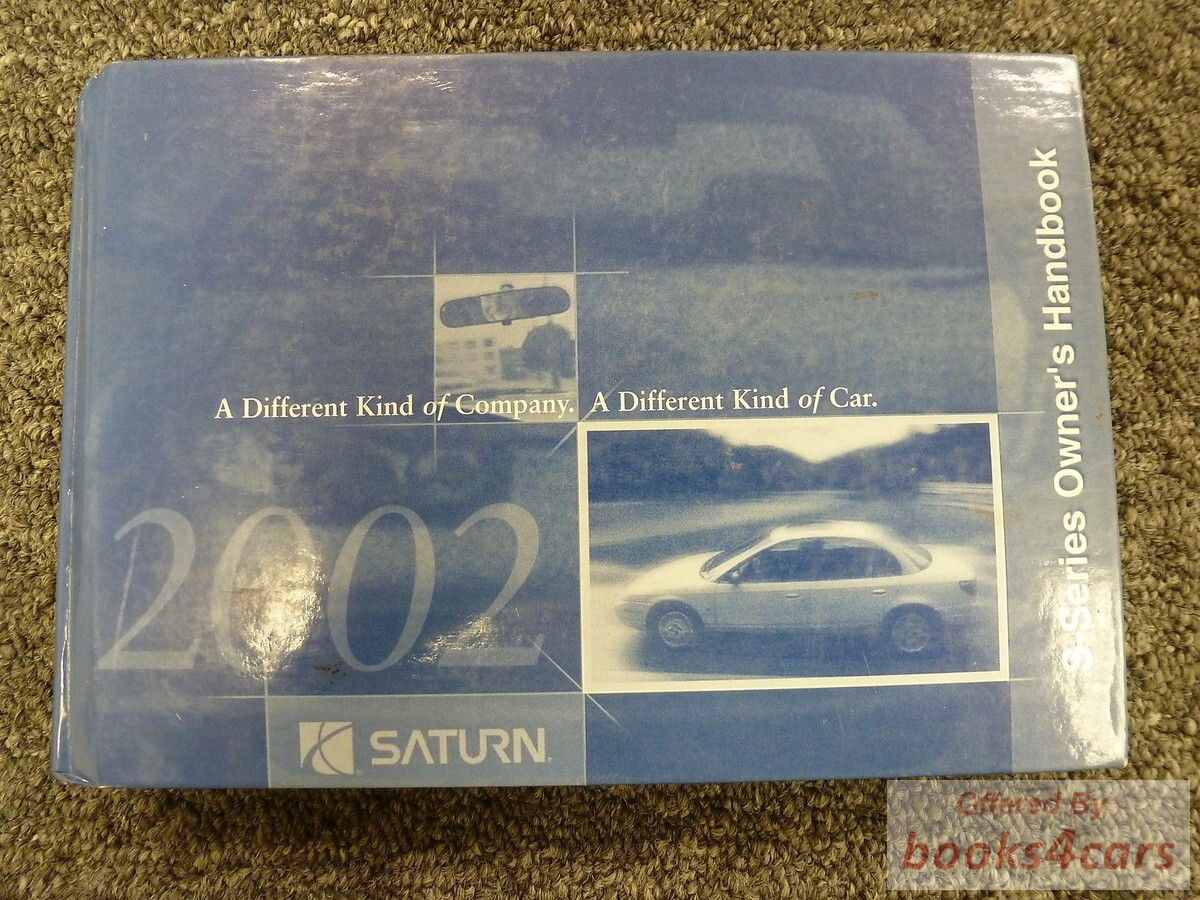 A Different Kind of Company. A Different Kind of Car.
2002
SATURN
S-Series Owner's Handbook
Offered By
books4cars